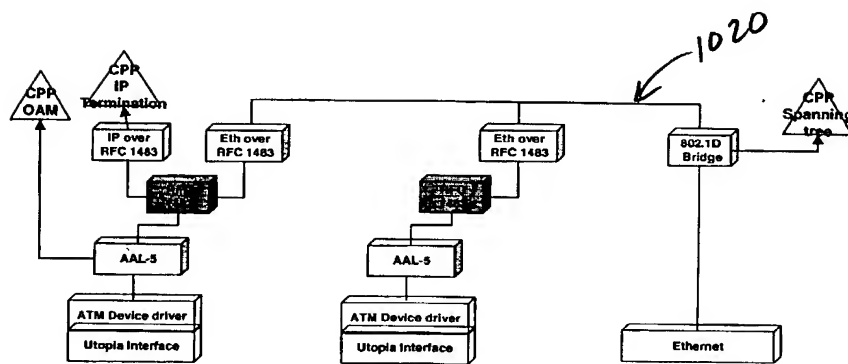 1020
CPP
OAM
CPP
IP
Termination
CPP
Spanning
tree
IP over
RFC 1483
Eth over
RFC 1483
Eth over
RFC 1483
802.1D
Bridge
AAL-5
AAL-5
ATM Device driver
Utopia Interface
ATM Device driver
Utopia Interface
Ethernet